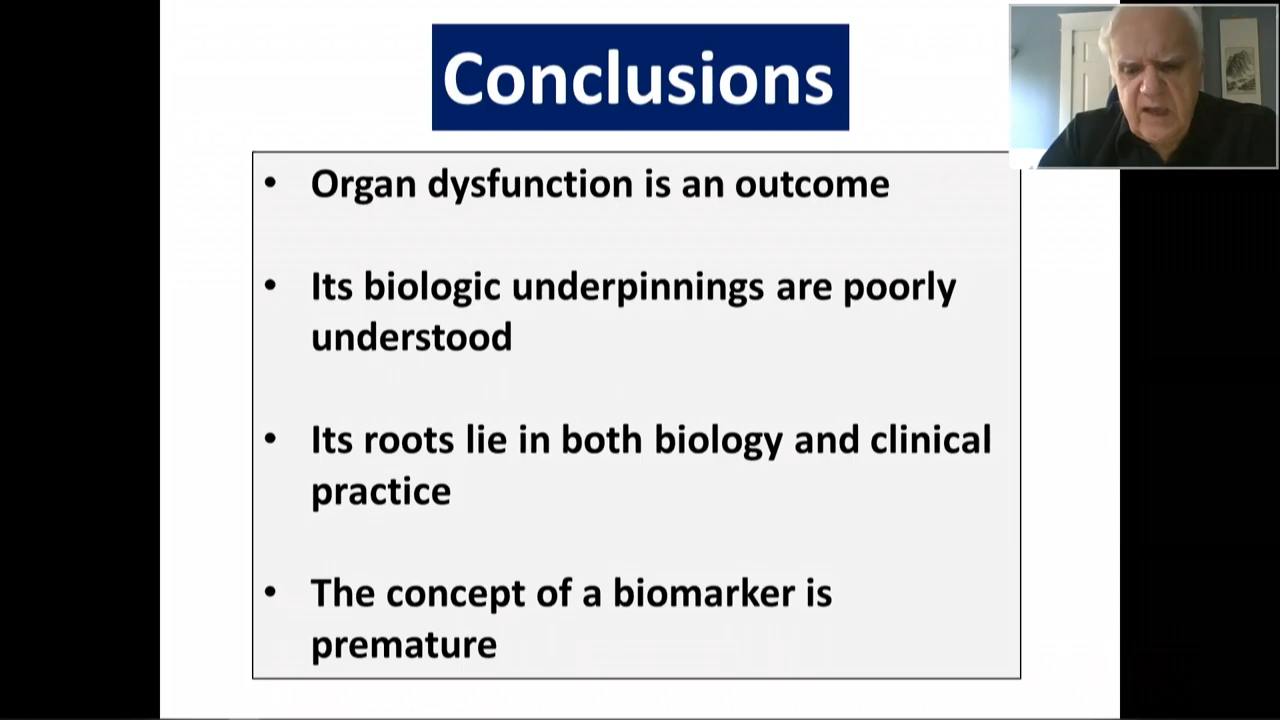 Conclusions
• Organ dysfunction is an outcome
• Its biologic underpinnings are poorly
understood
• Its roots lie in both biology and clinical
practice
• The concept of a biomarker is
premature